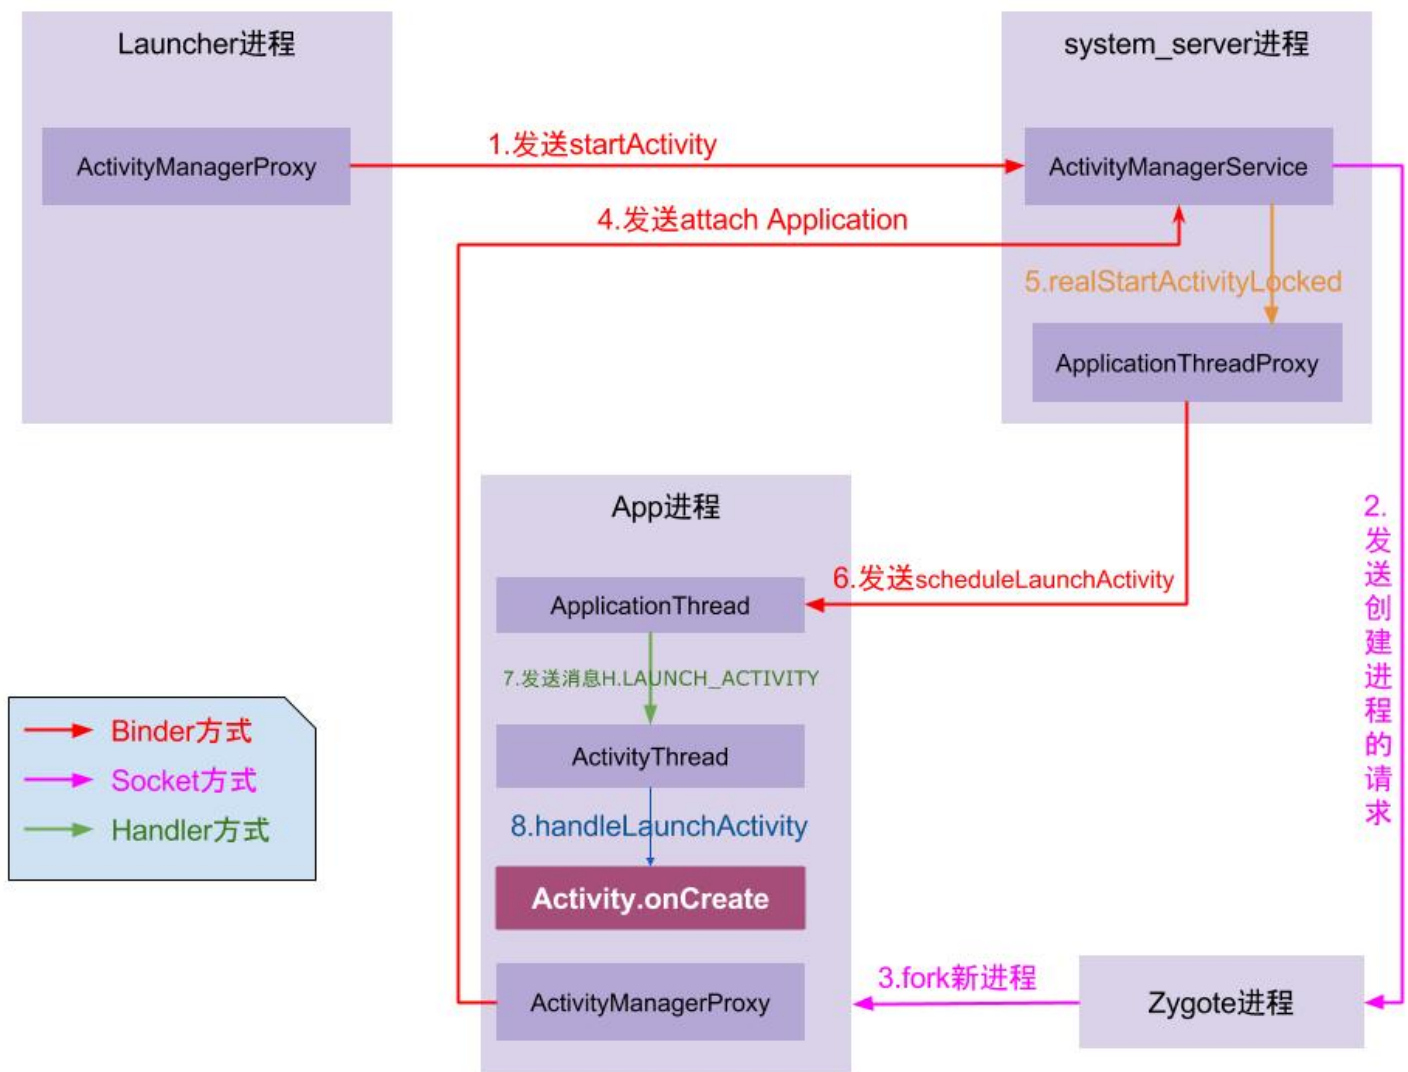 Launcher进程
system_server进程
ActivityManagerProxy
1.发送startActivity
ActivityManagerService
4.发送attach Application
5.realStartActivityLocked
ApplicationThreadProxy
App进程
2.
发
送
创
建
进
程
的
请
求
6.发送scheduleLaunchActivity
ApplicationThread
7.发送消息H.LAUNCH_ACTIVITY
Binder方式
Socket方式
Handler方式
ActivityThread
8.handleLaunchActivity
Activity.onCreate
3.fork新进程
ActivityManagerProxy
Zygote进程